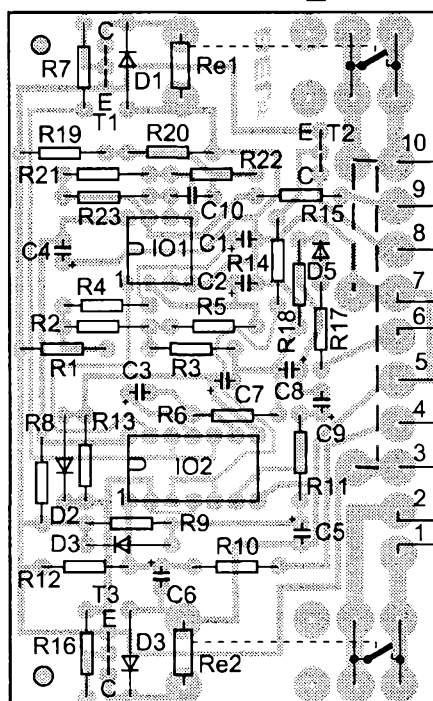 R7
C
E
T1
D1
Re1
E
T2
C
R19
R20
R21
R22
R23
C10
R15
C4
IO1
1
C1
C2
R14
D5
R18
R17
R4
R5
R2
R1
R3
C3
C7
C8
C9
R6
R8
R13
IO2
1
R11
D2
R9
D3
C5
R12
R10
C6
T3
E
C
R16
D3
Re2
10
9
8
7
6
5
4
3
2
1